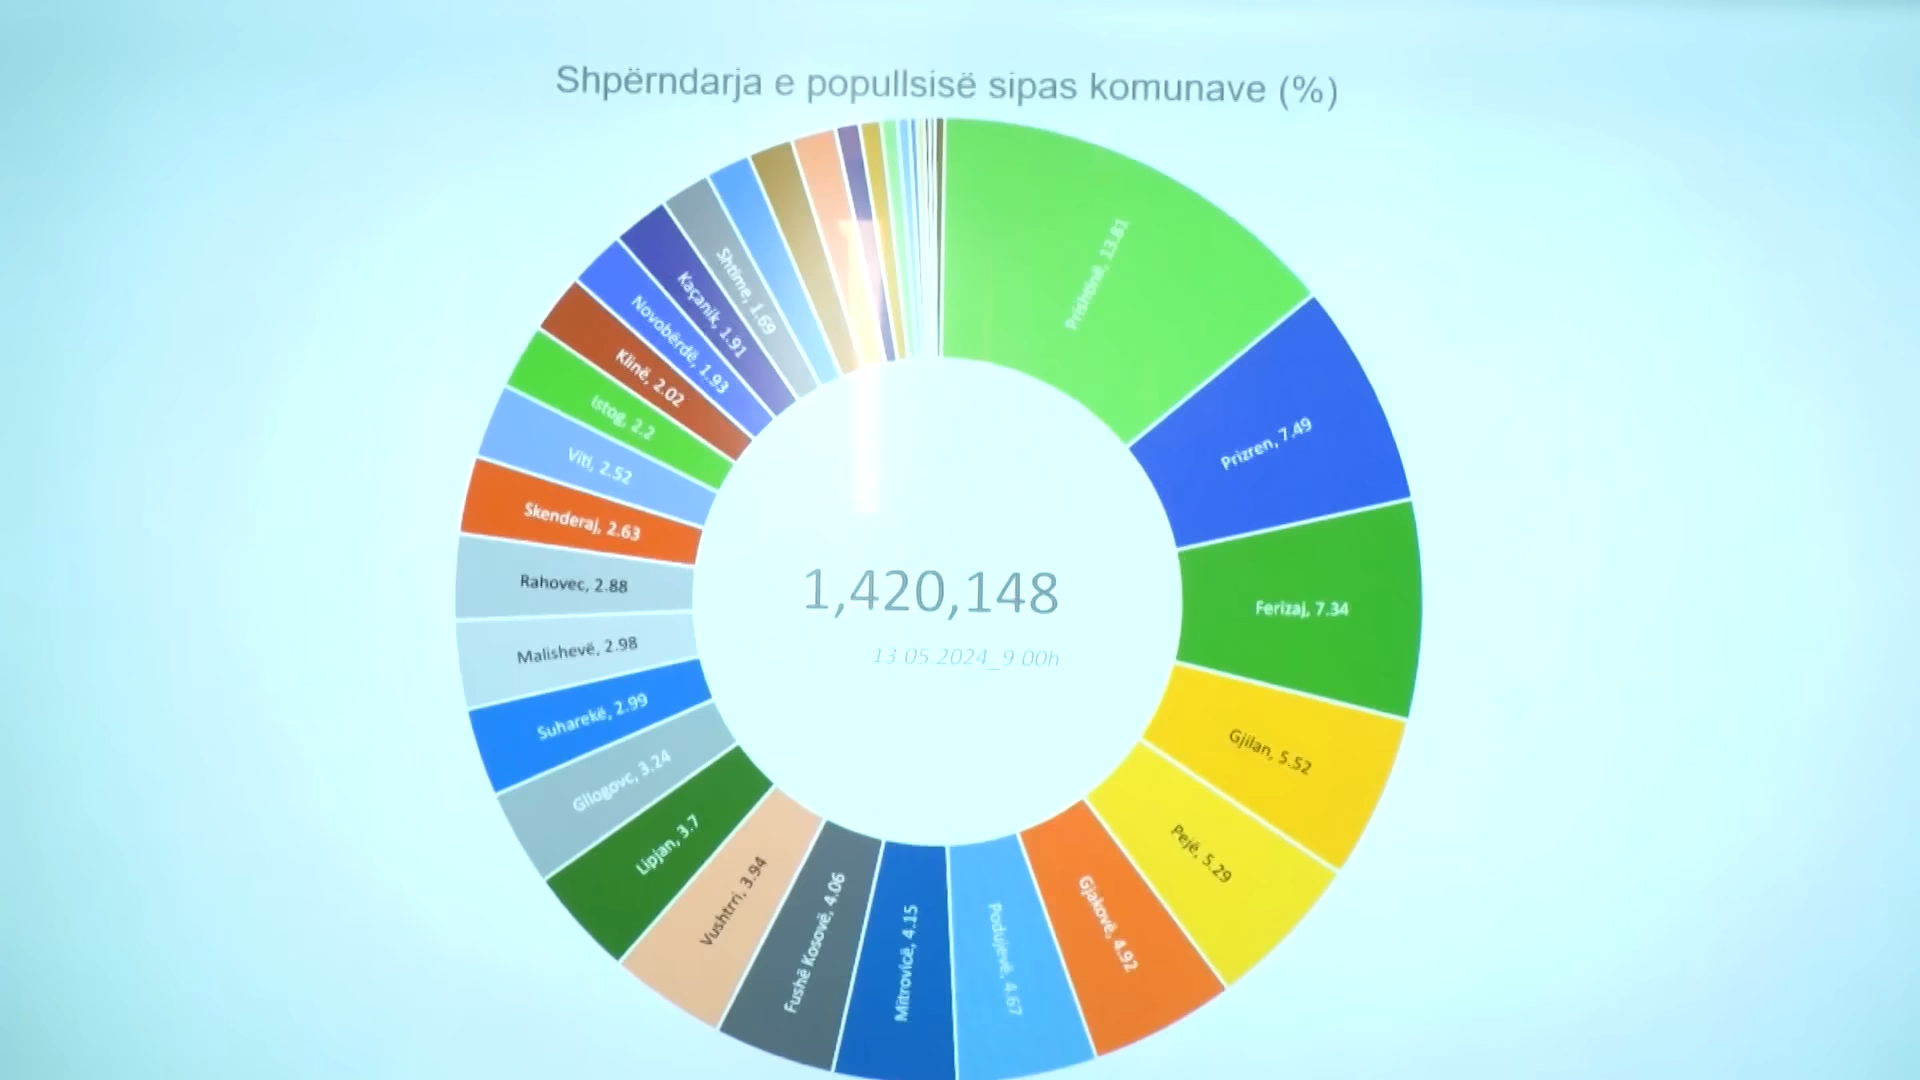 Shpërndarja e popullsisë sipas komunave (%)
Prishtinë, 13.81
Prizren, 7.49
Ferizaj, 7.34
Gjilan, 5.52
Pejë, 5.29
Gjakovë, 4.92
Podujevë, 4.67
Mitrovicë, 4.15
Fushë Kosovë, 4.06
Vushtrri, 3.94
Lipjan, 3.7
Gllogovc, 3.24
Suharekë, 2.99
Malishevë, 2.98
Rahovec, 2.88
Skenderaj, 2.63
Viti, 2.52
Istog, 2.2
Klinë, 2.02
Novobërdë, 1.93
Kaçanik, 1.91
Shtime, 1.69
1,420,148
13 05.2024_9 00h